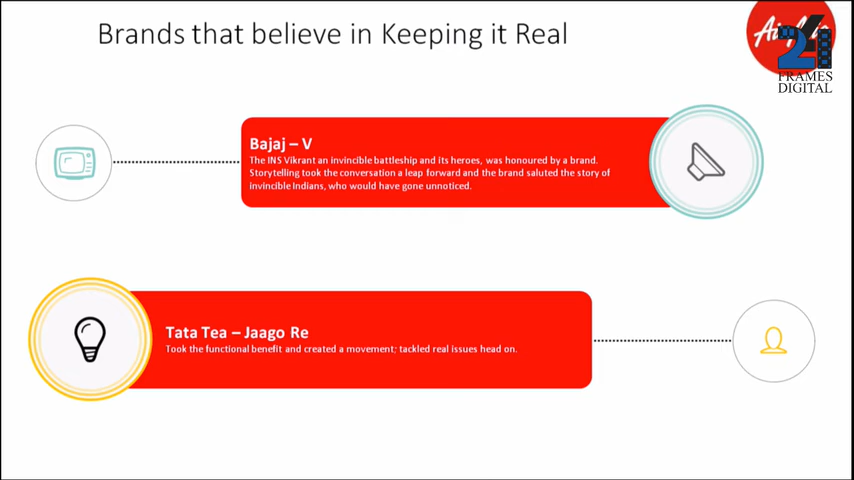 Brands that believe in Keeping it Real
21
FRAMES
DIGITAL
Bajaj – V
The INS Vikrant an invincible battleship and its heroes, was honoured by a brand.
Storytelling took the conversation a leap forward and the brand saluted the story of
invincible Indians, who would have gone unnoticed.
Tata Tea – Jaago Re
Took the functional benefit and created a movement; tackled real issues head on.